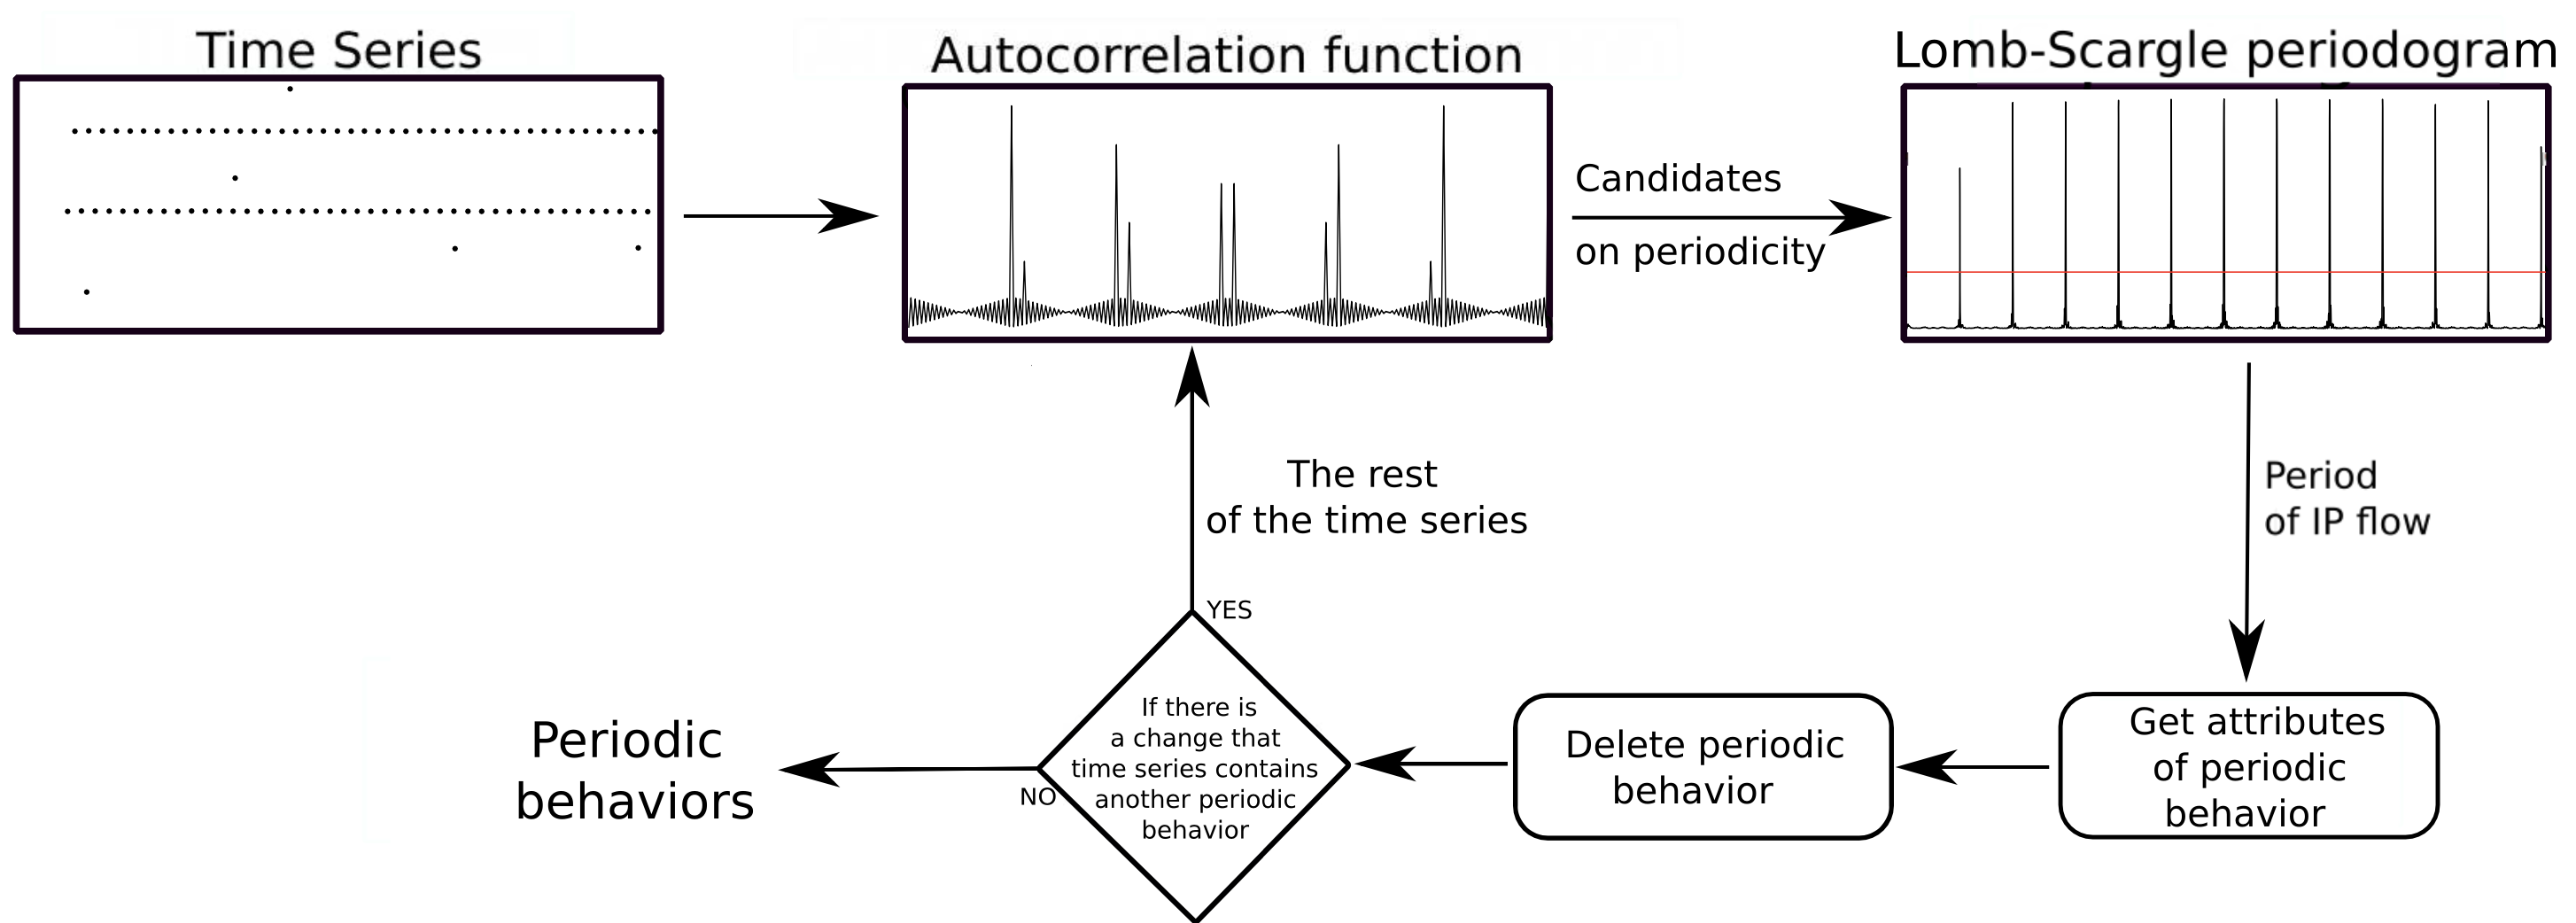 Time Series
Autocorrelation function
Lomb-Scargle periodogram
Candidates
on periodicity
The rest
of the time series
Period
of IP flow
YES
If there is
a change that
time series contains
another periodic
behavior
NO
Periodic
behaviors
Delete periodic
behavior
Get attributes
of periodic
behavior